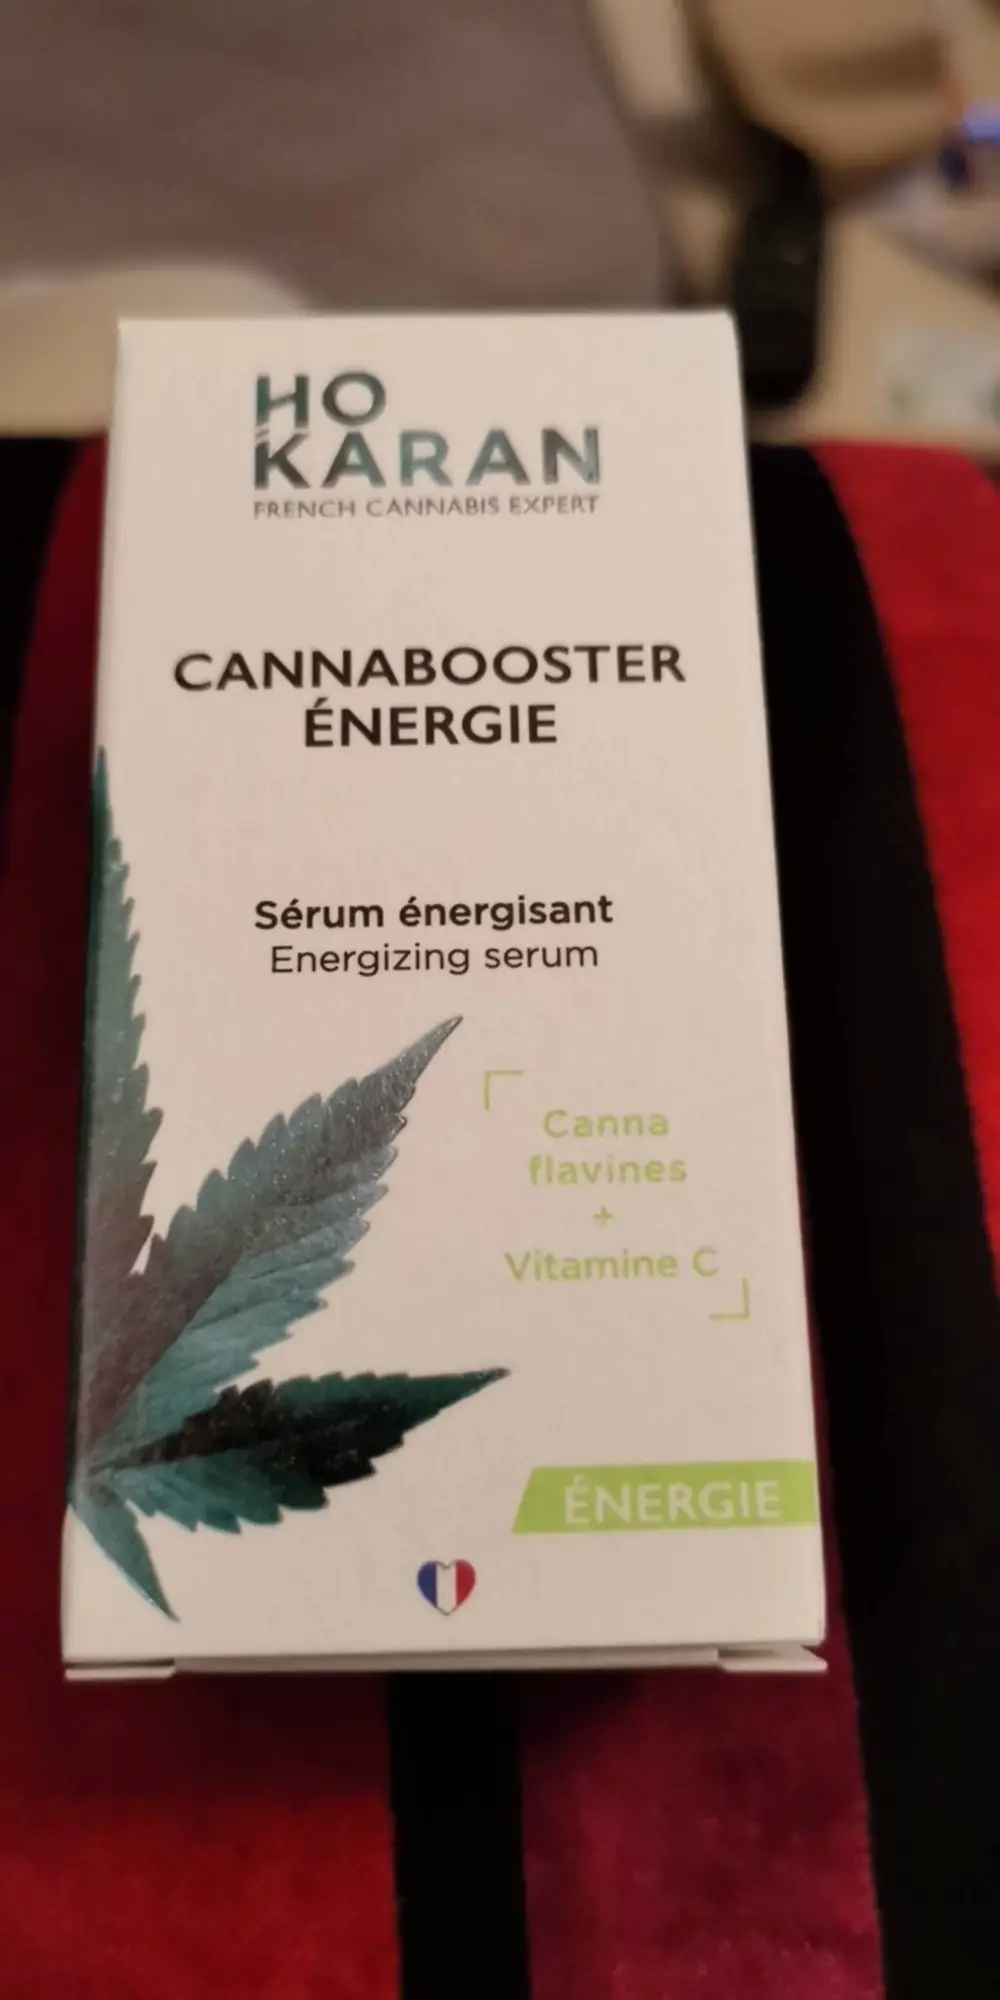 HO
KARAN
FRENCH CANNABIS EXPERT
CANNABOOSTER
ÉNERGIE
Sérum énergisant
Energizing serum
Canna
flavines
+
Vitamine C
ÉNERGIE